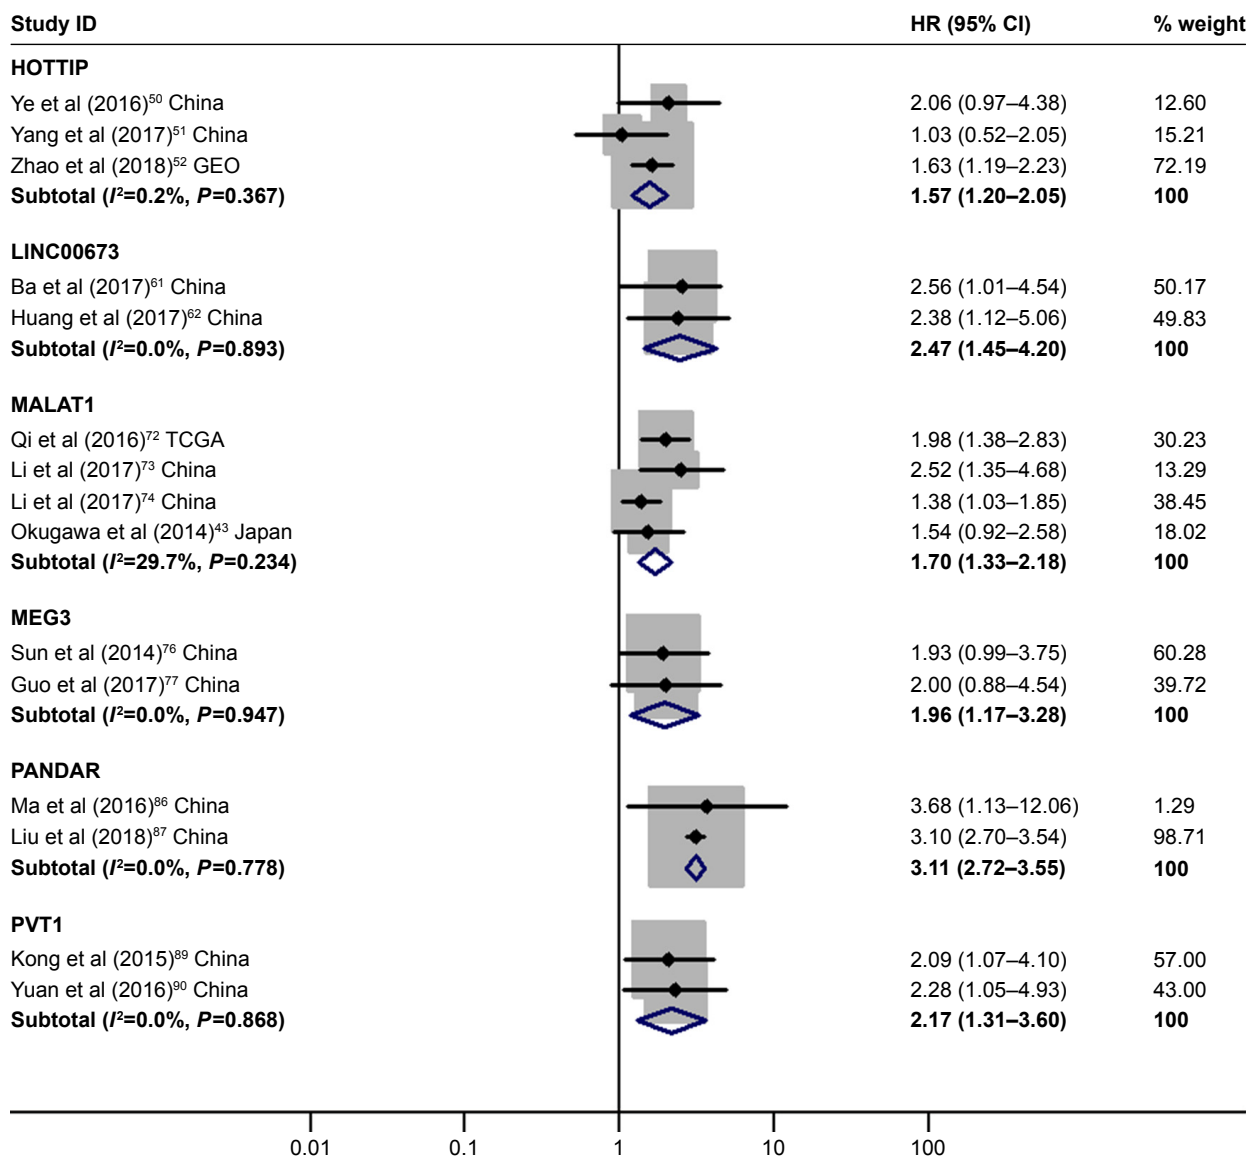 Study ID HR (95% CI) % weight
HOTTIP
Ye et al (2016)50 China 2.06 (0.97–4.38) 12.60
Yang et al (2017)51 China 1.03 (0.52–2.05) 15.21
Zhao et al (2018)52 GEO 1.63 (1.19–2.23) 72.19
Subtotal (I2=0.2%, P=0.367) 1.57 (1.20–2.05) 100
LINC00673
Ba et al (2017)61 China 2.56 (1.01–4.54) 50.17
Huang et al (2017)62 China 2.38 (1.12–5.06) 49.83
Subtotal (I2=0.0%, P=0.893) 2.47 (1.45–4.20) 100
MALAT1
Qi et al (2016)72 TCGA 1.98 (1.38–2.83) 30.23
Li et al (2017)73 China 2.52 (1.35–4.68) 13.29
Li et al (2017)74 China 1.38 (1.03–1.85) 38.45
Okugawa et al (2014)43 Japan 1.54 (0.92–2.58) 18.02
Subtotal (I2=29.7%, P=0.234) 1.70 (1.33–2.18) 100
MEG3
Sun et al (2014)76 China 1.93 (0.99–3.75) 60.28
Guo et al (2017)77 China 2.00 (0.88–4.54) 39.72
Subtotal (I2=0.0%, P=0.947) 1.96 (1.17–3.28) 100
PANDAR
Ma et al (2016)86 China 3.68 (1.13–12.06) 1.29
Liu et al (2018)87 China 3.10 (2.70–3.54) 98.71
Subtotal (I2=0.0%, P=0.778) 3.11 (2.72–3.55) 100
PVT1
Kong et al (2015)89 China 2.09 (1.07–4.10) 57.00
Yuan et al (2016)90 China 2.28 (1.05–4.93) 43.00
Subtotal (I2=0.0%, P=0.868) 2.17 (1.31–3.60) 100
0.01 0.1 1 10 100